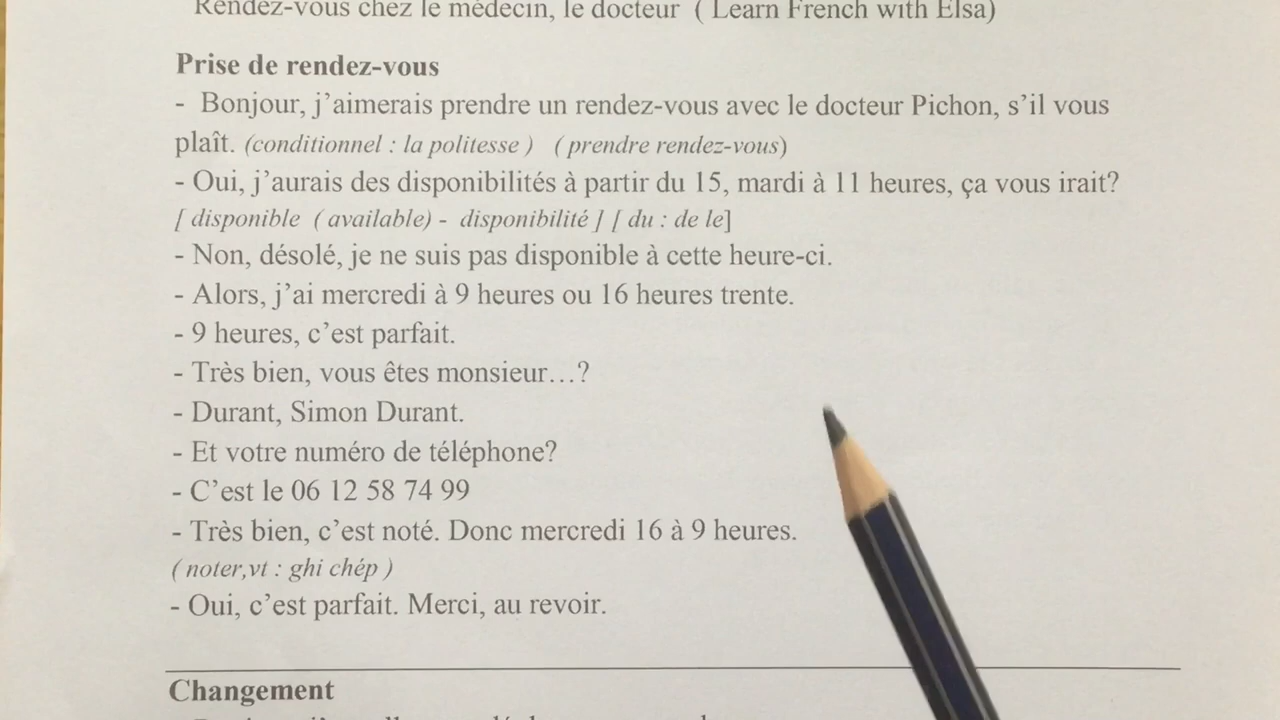 Rendez-vous chez le médecin, le docteur ( Learn French with Elsa)
Prise de rendez-vous
- Bonjour, j’aimerais prendre un rendez-vous avec le docteur Pichon, s’il vous
plaît. (conditionnel : la politesse ) ( prendre rendez-vous)
- Oui, j’aurais des disponibilités à partir du 15, mardi à 11 heures, ça vous irait?
[ disponible ( available) - disponibilité ] [ du : de le]
- Non, désolé, je ne suis pas disponible à cette heure-ci.
- Alors, j’ai mercredi à 9 heures ou 16 heures trente.
- 9 heures, c’est parfait.
- Très bien, vous êtes monsieur…?
- Durant, Simon Durant.
- Et votre numéro de téléphone?
- C’est le 06 12 58 74 99
- Très bien, c’est noté. Donc mercredi 16 à 9 heures.
( noter,vt : ghi chép )
- Oui, c’est parfait. Merci, au revoir.
Changement